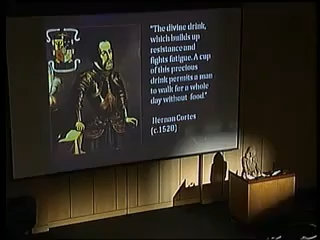 "The divine drink,
which builds up
resistance and
fights fatigue. A cup
of this precious
drink permits a man
to walk for a whole
day without food."
Hernan Cortes
(c.1520)